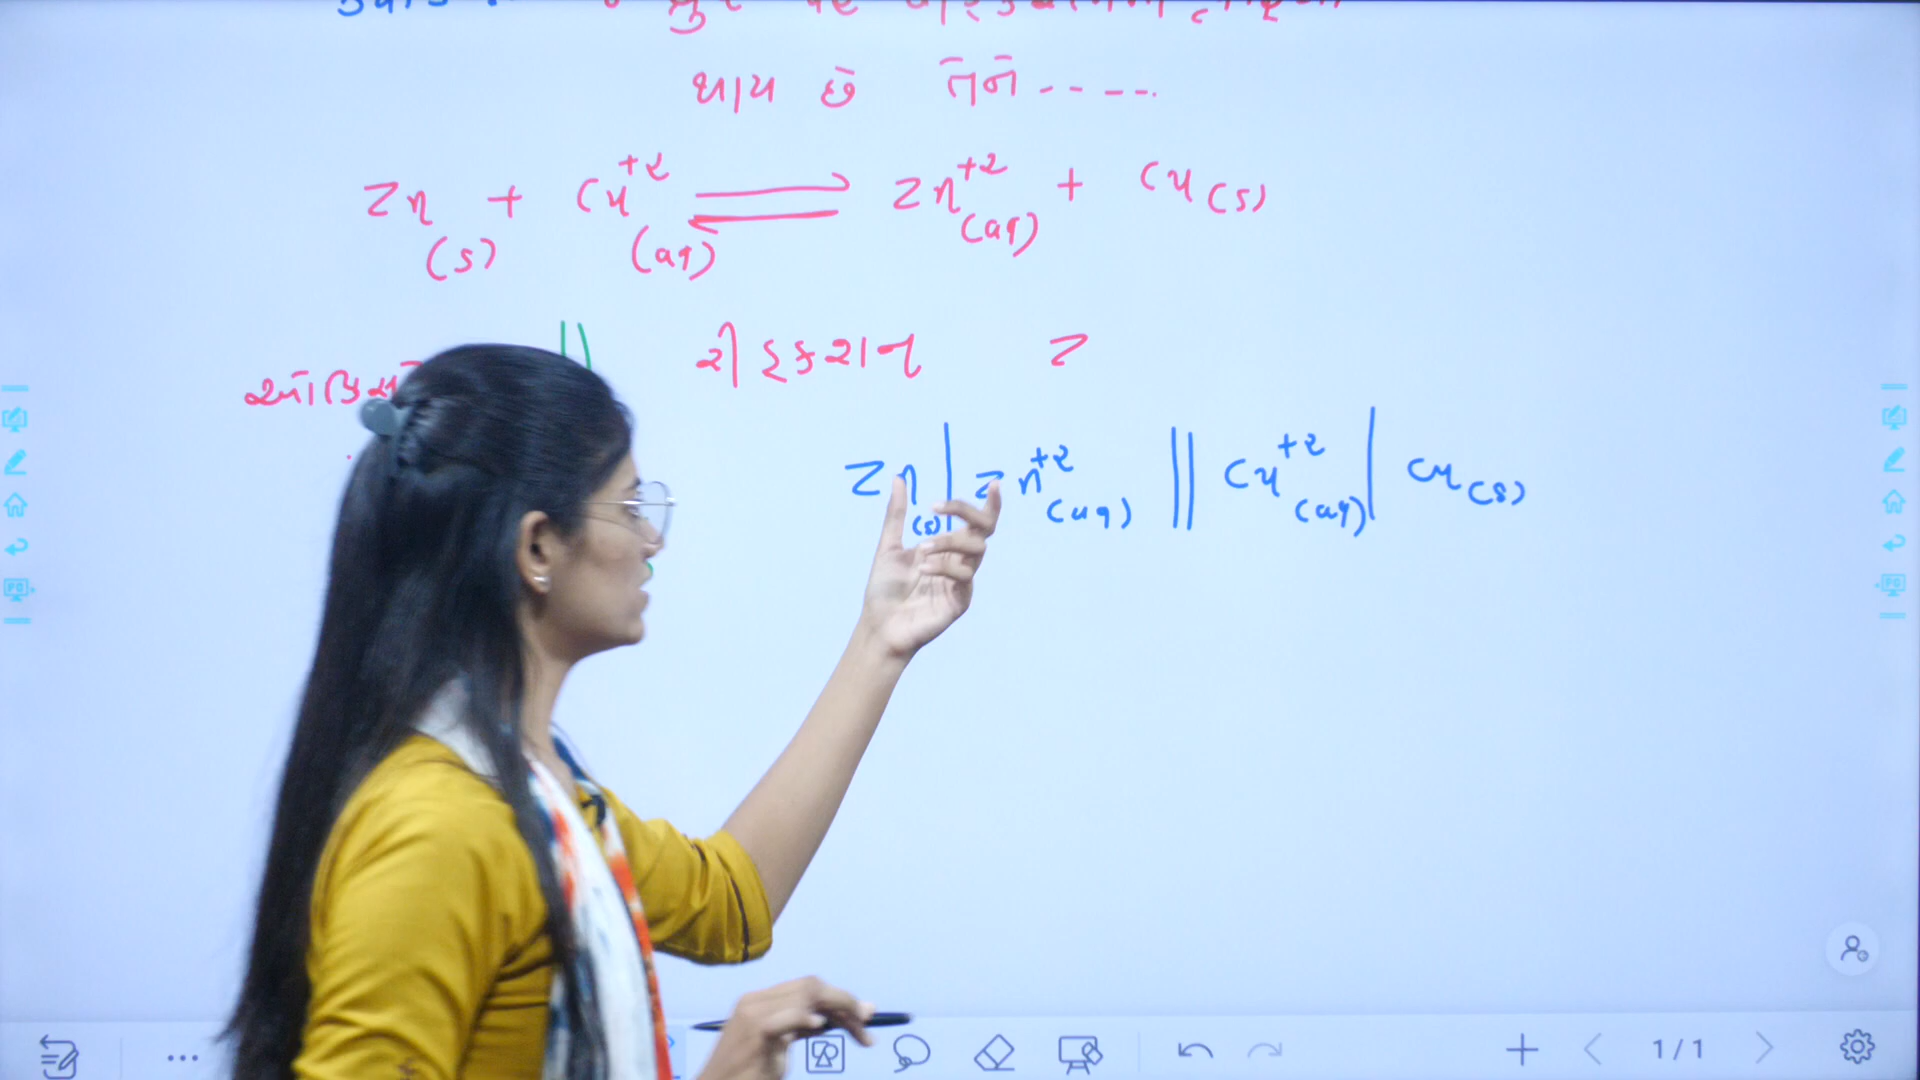 થાય છે તેને -----
Zn(s) + Cu⁺²(aq) ⇌ Zn⁺²(aq) + Cu(s)
|| રીડક્શન Z
Zn(s) | Zn⁺²(aq) || Cu⁺²(aq) | Cu(s)
1/1